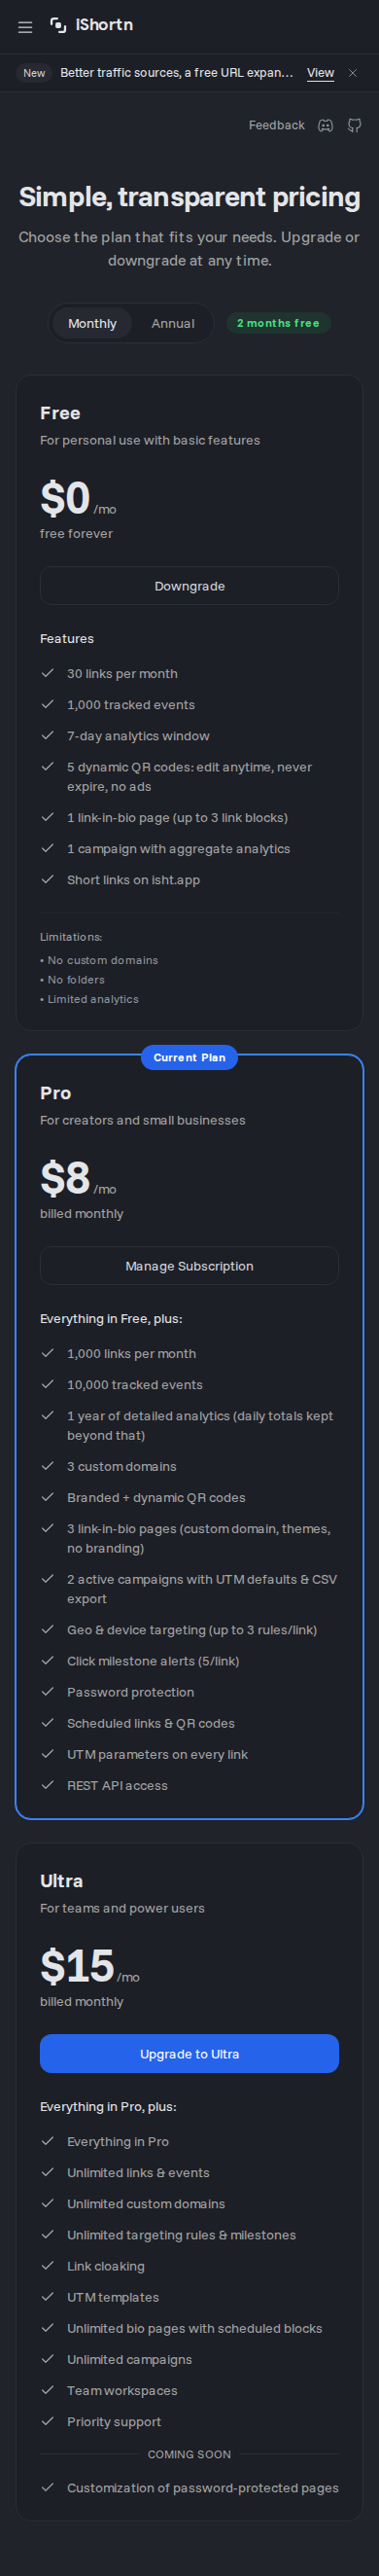 IShortn
New Better traffic sources, a free URL expan... View
Feedback
Simple, transparent pricing
Choose the plan that fits your needs. Upgrade or
downgrade at any time.
Monthly Annual 2 months free
Free
For personal use with basic features
$0 /mo
free forever
Downgrade
Features
30 links per month
1,000 tracked events
7-day analytics window
5 dynamic QR codes: edit anytime, never
expire, no ads
1 link-in-bio page (up to 3 link blocks)
1 campaign with aggregate analytics
Short links on isht.app
Limitations:
• No custom domains
• No folders
• Limited analytics
Current Plan
Pro
For creators and small businesses
$8 /mo
billed monthly
Manage Subscription
Everything in Free, plus:
1,000 links per month
10,000 tracked events
1 year of detailed analytics (daily totals kept
beyond that)
3 custom domains
Branded + dynamic QR codes
3 link-in-bio pages (custom domain, themes,
no branding)
2 active campaigns with UTM defaults & CSV
export
Geo & device targeting (up to 3 rules/link)
Click milestone alerts (5/link)
Password protection
Scheduled links & QR codes
UTM parameters on every link
REST API access
Ultra
For teams and power users
$15 /mo
billed monthly
Upgrade to Ultra
Everything in Pro, plus:
Everything in Pro
Unlimited links & events
Unlimited custom domains
Unlimited targeting rules & milestones
Link cloaking
UTM templates
Unlimited bio pages with scheduled blocks
Unlimited campaigns
Team workspaces
Priority support
COMING SOON
Customization of password-protected pages